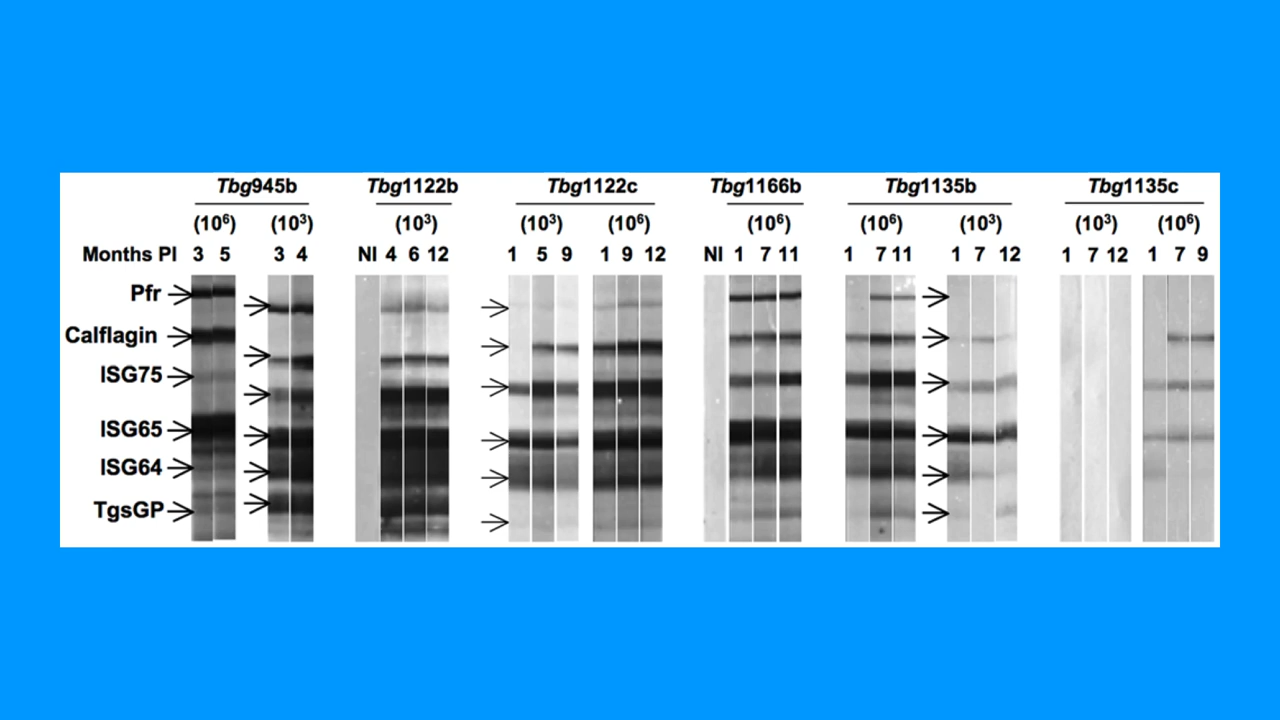 Tbg945b Tbg1122b Tbg1122c Tbg1166b Tbg1135b Tbg1135c
(10⁶) (10³) (10³) (10³) (10⁶) (10⁶) (10⁶) (10³) (10³) (10⁶)
Months PI 3 5 3 4 NI 4 6 12 1 5 9 1 9 12 NI 1 7 11 1 7 11 1 7 12 1 7 12 1 7 9
Pfr
Calflagin
ISG75
ISG65
ISG64
TgsGP